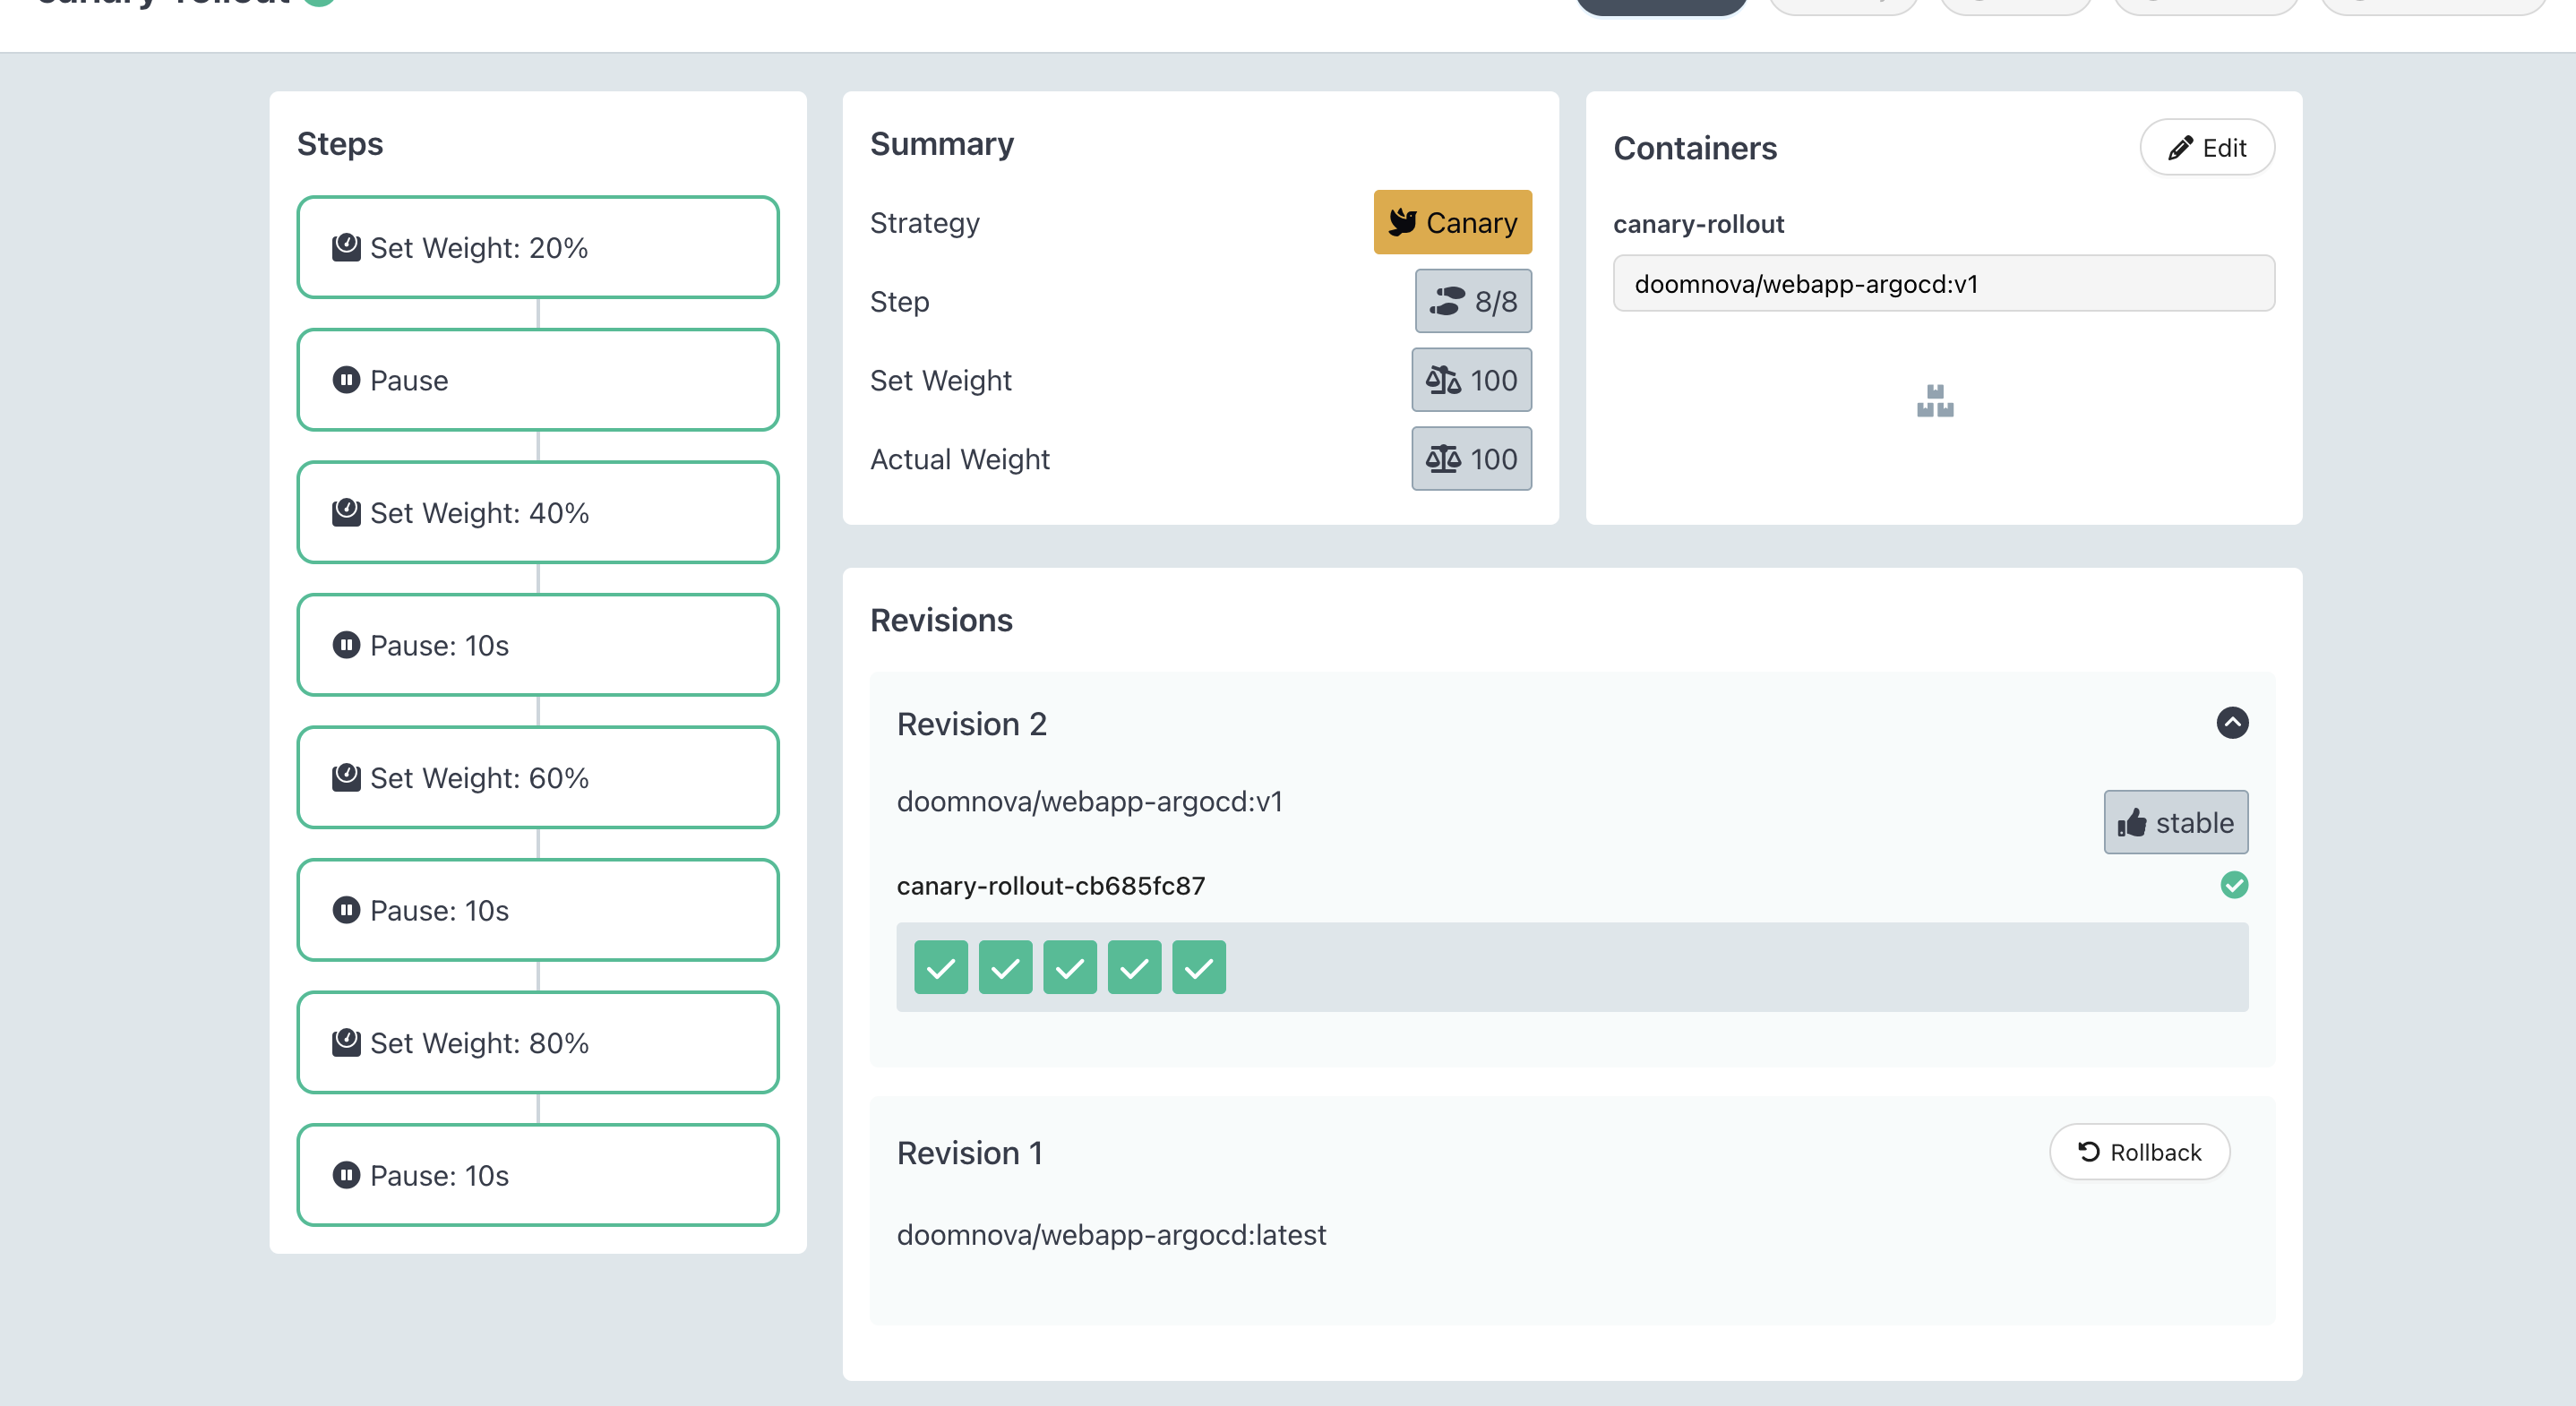 canary-rollout
Steps
Set Weight: 20%
Pause
Set Weight: 40%
Pause: 10s
Set Weight: 60%
Pause: 10s
Set Weight: 80%
Pause: 10s
Summary
Strategy
Canary
Step
8/8
Set Weight
100
Actual Weight
100
Containers
Edit
canary-rollout
doomnova/webapp-argocd:v1
Revisions
Revision 2
doomnova/webapp-argocd:v1
stable
canary-rollout-cb685fc87
Revision 1
Rollback
doomnova/webapp-argocd:latest